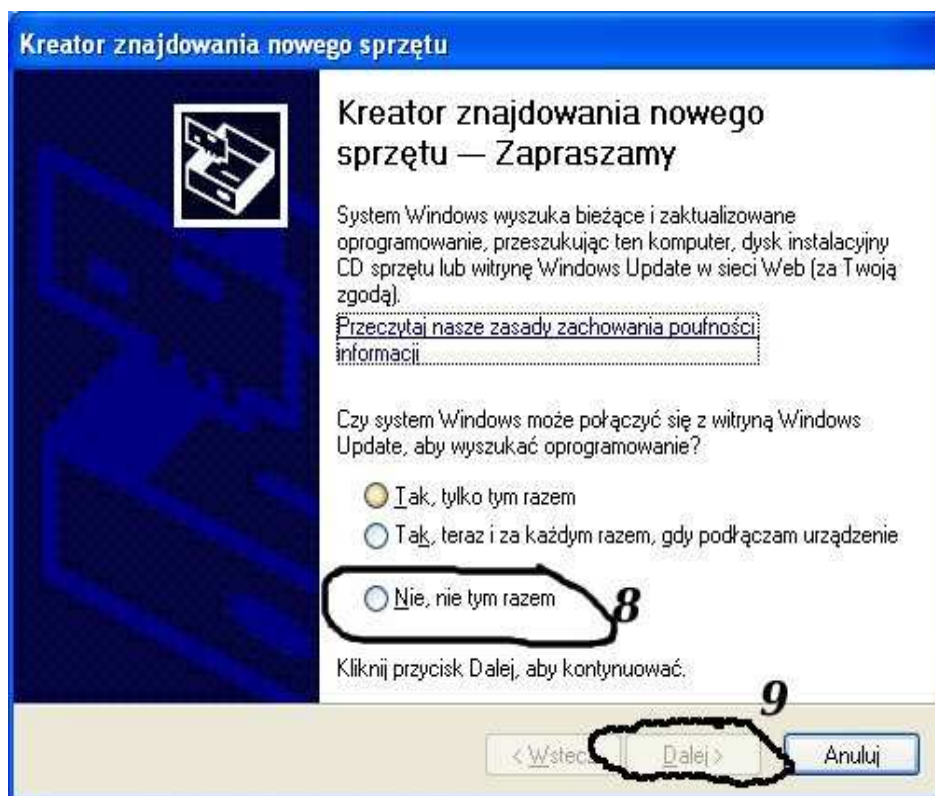 Kreator znajdowania nowego sprzętu
Kreator znajdowania nowego
sprzętu — Zapraszamy
System Windows wyszuka bieżące i zaktualizowane
oprogramowanie, przeszukując ten komputer, dysk instalacyjny
CD sprzętu lub witrynę Windows Update w sieci Web (za Twoją
zgodą).
Przeczytaj nasze zasady zachowania poufności
informacji
Czy system Windows może połączyć się z witryną Windows
Update, aby wyszukać oprogramowanie?
Tak, tylko tym razem
Tak, teraz i za każdym razem, gdy podłączam urządzenie
Nie, nie tym razem 8
Kliknij przycisk Dalej, aby kontynuować.
9
< Wstecz Dalej > Anuluj